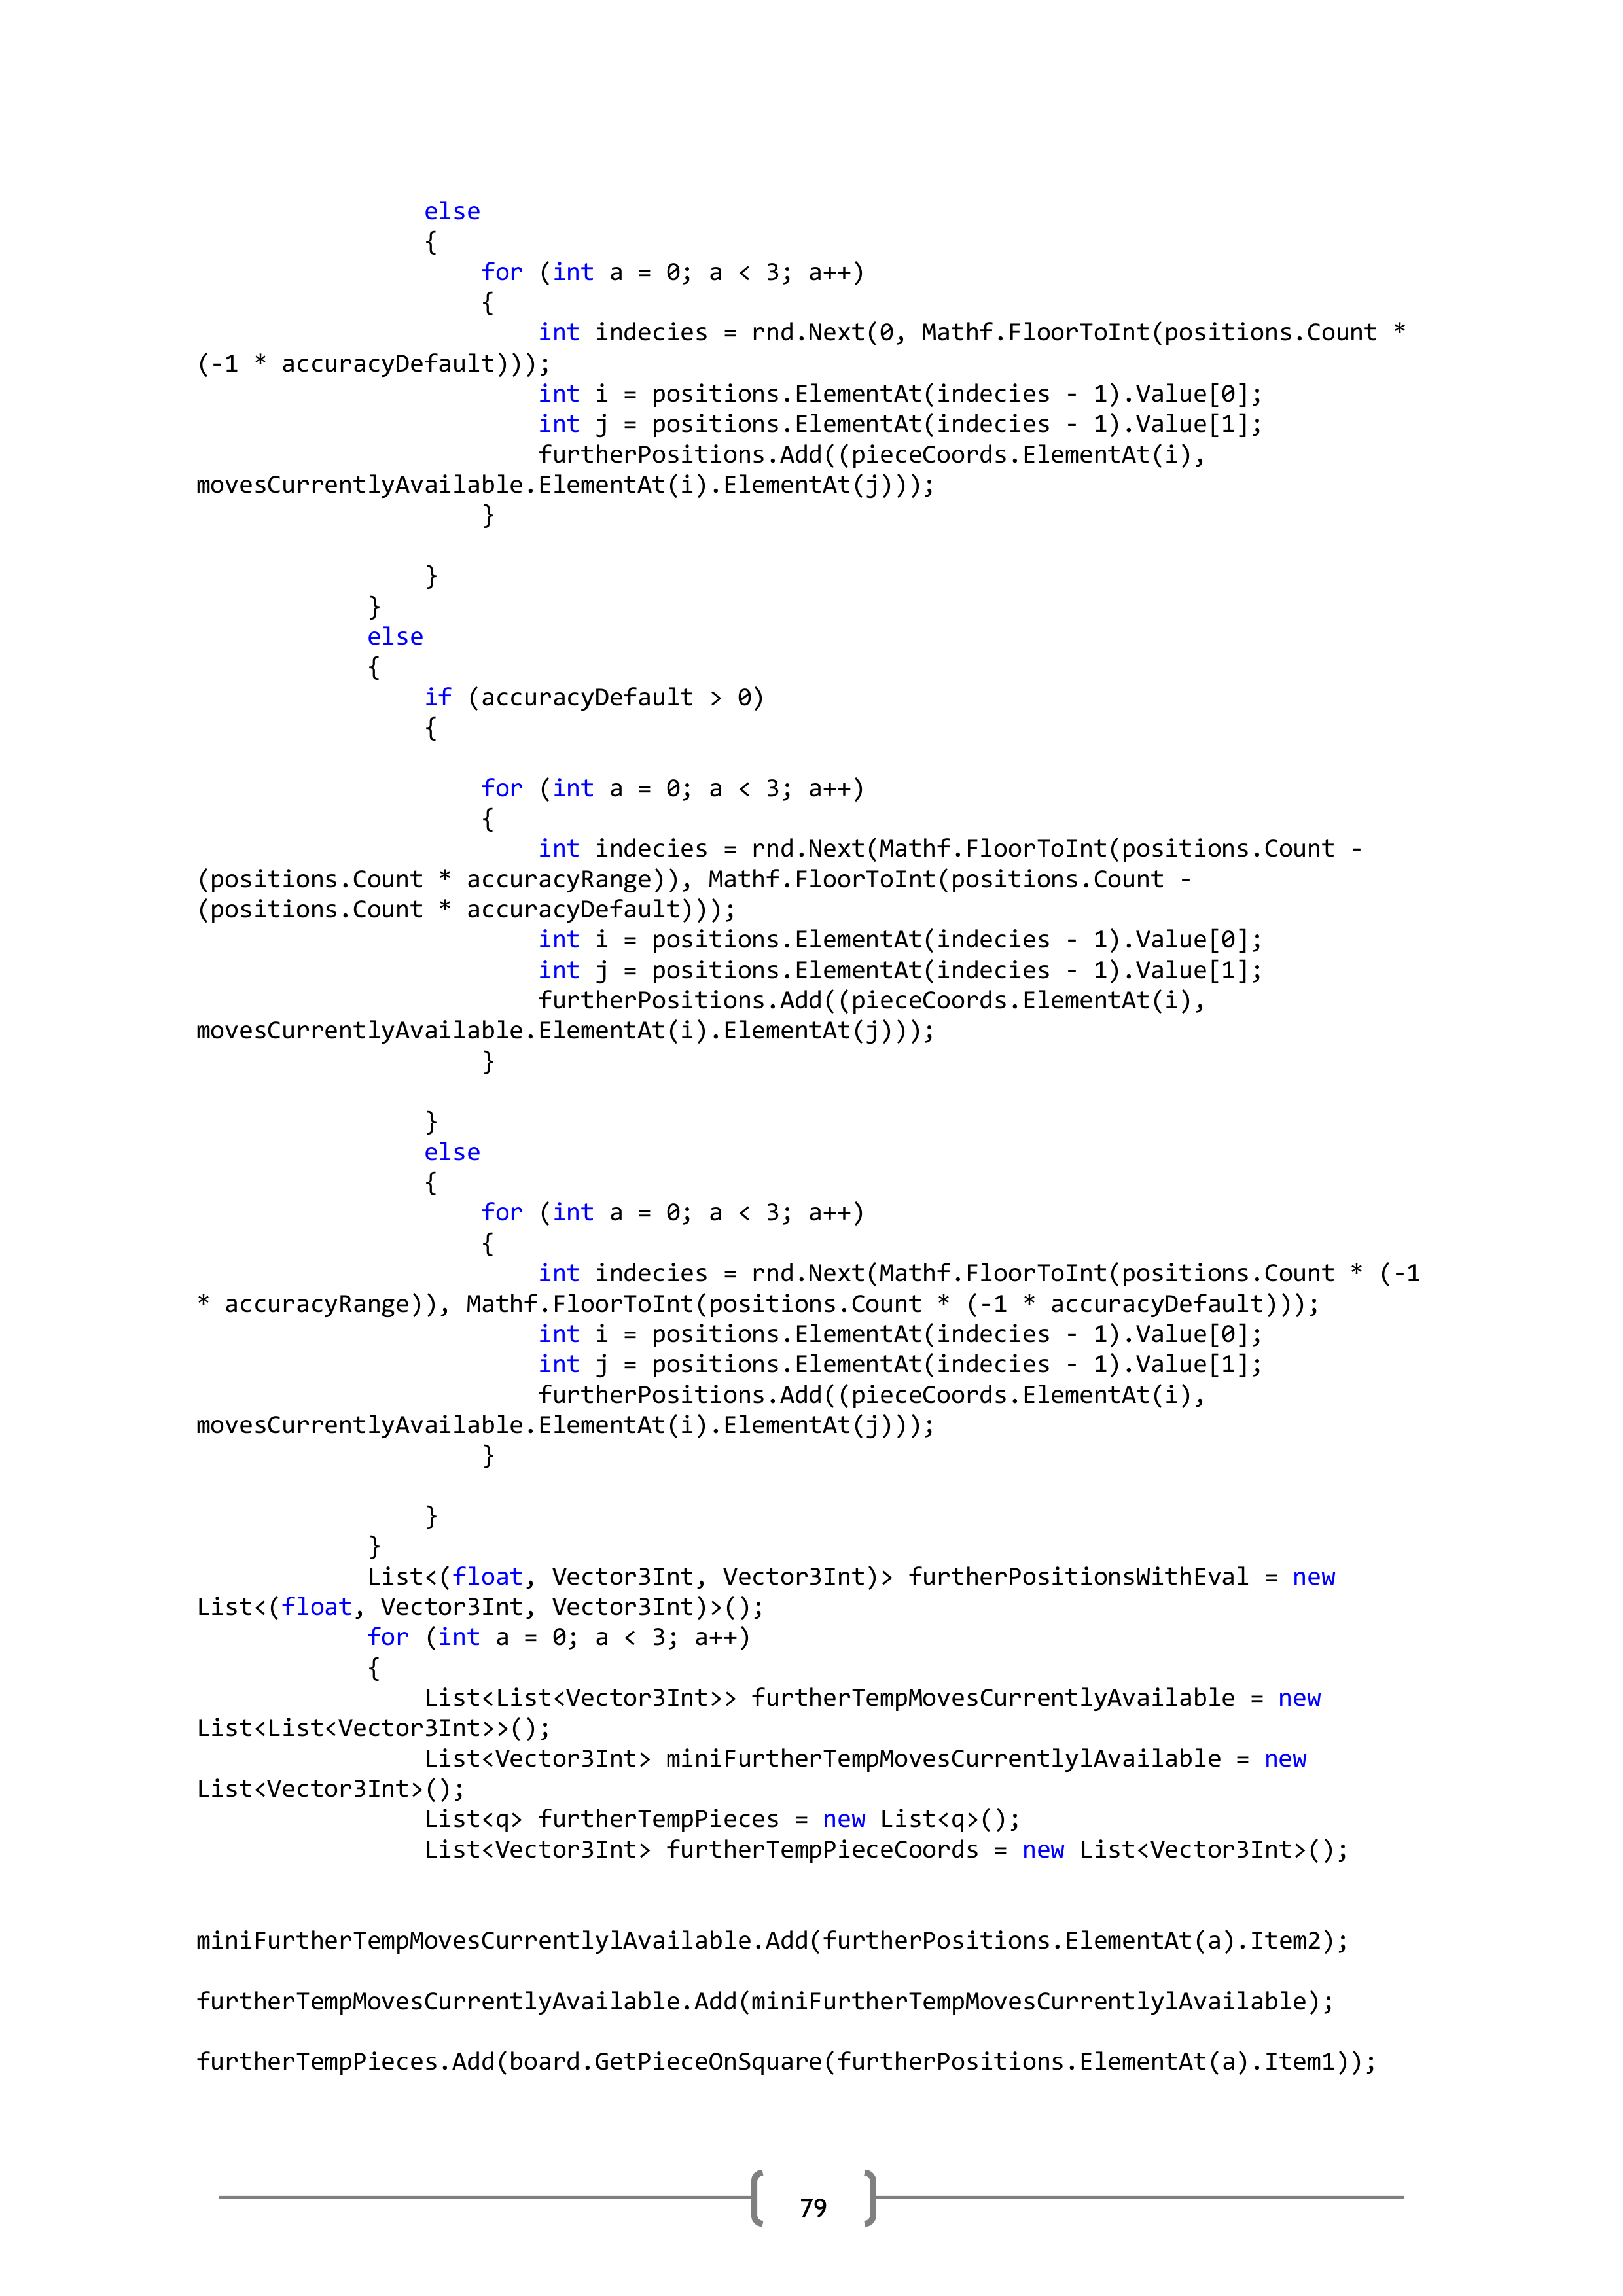 else
{
for (int a = 0; a < 3; a++)
{
int indecies = rnd.Next(0, Mathf.FloorToInt(positions.Count *
(-1 * accuracyDefault)));
int i = positions.ElementAt(indecies - 1).Value[0];
int j = positions.ElementAt(indecies - 1).Value[1];
furtherPositions.Add((pieceCoords.ElementAt(i),
movesCurrentlyAvailable.ElementAt(i).ElementAt(j)));
}
}
}
else
{
if (accuracyDefault > 0)
{
for (int a = 0; a < 3; a++)
{
int indecies = rnd.Next(Mathf.FloorToInt(positions.Count -
(positions.Count * accuracyRange)), Mathf.FloorToInt(positions.Count -
(positions.Count * accuracyDefault)));
int i = positions.ElementAt(indecies - 1).Value[0];
int j = positions.ElementAt(indecies - 1).Value[1];
furtherPositions.Add((pieceCoords.ElementAt(i),
movesCurrentlyAvailable.ElementAt(i).ElementAt(j)));
}
}
else
{
for (int a = 0; a < 3; a++)
{
int indecies = rnd.Next(Mathf.FloorToInt(positions.Count * (-1
* accuracyRange)), Mathf.FloorToInt(positions.Count * (-1 * accuracyDefault)));
int i = positions.ElementAt(indecies - 1).Value[0];
int j = positions.ElementAt(indecies - 1).Value[1];
furtherPositions.Add((pieceCoords.ElementAt(i),
movesCurrentlyAvailable.ElementAt(i).ElementAt(j)));
}
}
}
List<(float, Vector3Int, Vector3Int)> furtherPositionsWithEval = new
List<(float, Vector3Int, Vector3Int)>();
for (int a = 0; a < 3; a++)
{
List<List<Vector3Int>> furtherTempMovesCurrentlyAvailable = new
List<List<Vector3Int>>();
List<Vector3Int> miniFurtherTempMovesCurrentlylAvailable = new
List<Vector3Int>();
List<q> furtherTempPieces = new List<q>();
List<Vector3Int> furtherTempPieceCoords = new List<Vector3Int>();
miniFurtherTempMovesCurrentlylAvailable.Add(furtherPositions.ElementAt(a).Item2);
furtherTempMovesCurrentlyAvailable.Add(miniFurtherTempMovesCurrentlylAvailable);
furtherTempPieces.Add(board.GetPieceOnSquare(furtherPositions.ElementAt(a).Item1));
79